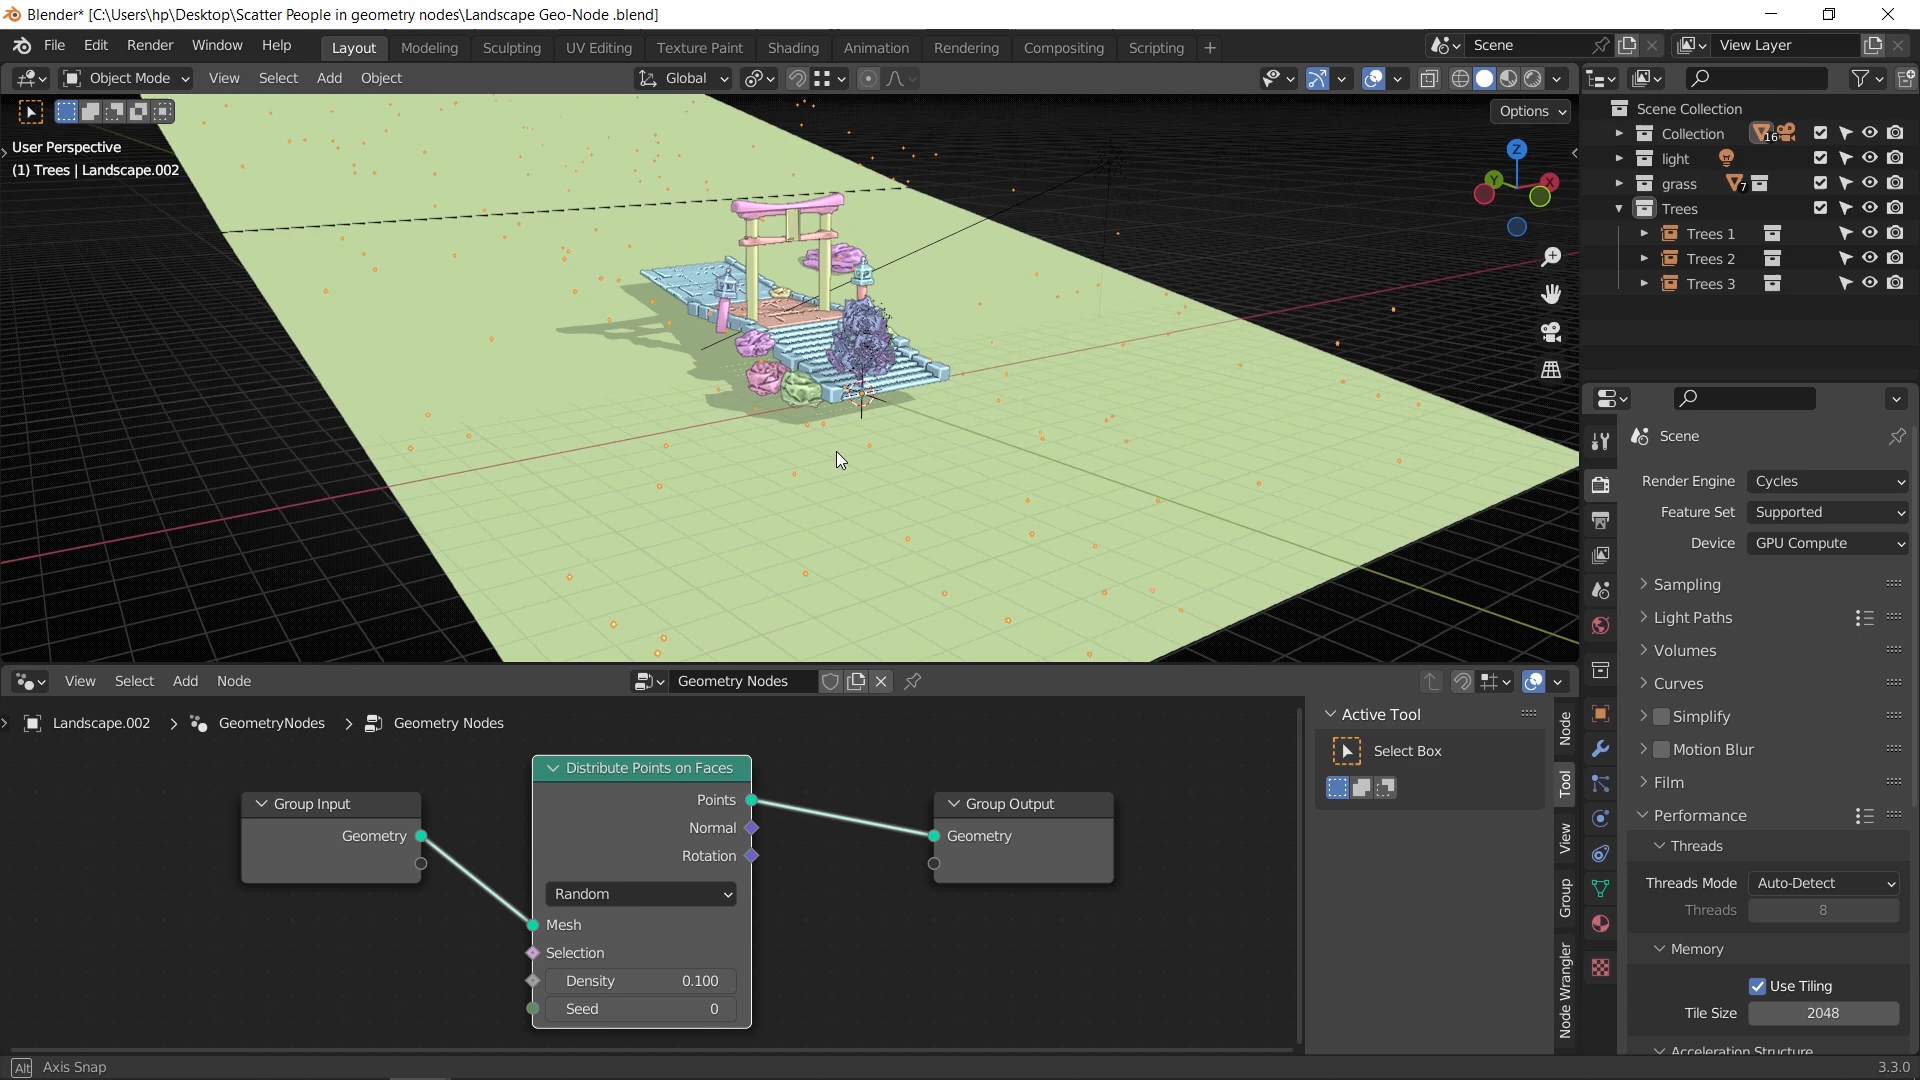 Blender* [C:\Users\hp\Desktop\Scatter People in geometry nodes\Landscape Geo-Node .blend]
File Edit Render Window Help Layout Modeling Sculpting UV Editing Texture Paint Shading Animation Rendering Compositing Scripting + Scene View Layer
Object Mode View Select Add Object Global
Options
User Perspective
(1) Trees | Landscape.002
Z
Y
X
Scene Collection
Collection 16
light
grass 7
Trees
Trees 1
Trees 2
Trees 3
Scene
Render Engine Cycles
Feature Set Supported
Device GPU Compute
Sampling
Light Paths
Volumes
Curves
Simplify
Motion Blur
Film
Performance
Threads
Threads Mode Auto-Detect
Threads 8
Memory
Use Tiling
Tile Size 2048
Acceleration Structure
View Select Add Node Geometry Nodes
Landscape.002 > GeometryNodes > Geometry Nodes
Group Input
Geometry
Distribute Points on Faces
Points
Normal
Rotation
Random
Mesh
Selection
Density 0.100
Seed 0
Group Output
Geometry
Active Tool
Select Box
Node
Tool
View
Group
Node Wrangler
Alt Axis Snap
3.3.0